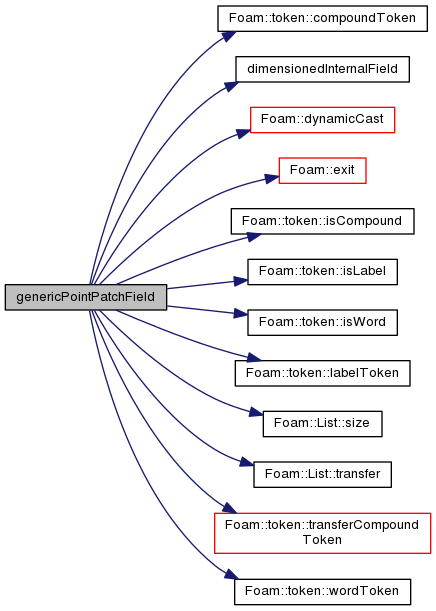 Foam::token::compoundToken
dimensionedInternalField
Foam::dynamicCast
Foam::exit
Foam::token::isCompound
Foam::token::isLabel
genericPointPatchField
Foam::token::isWord
Foam::token::labelToken
Foam::List::size
Foam::List::transfer
Foam::token::transferCompound
Token
Foam::token::wordToken